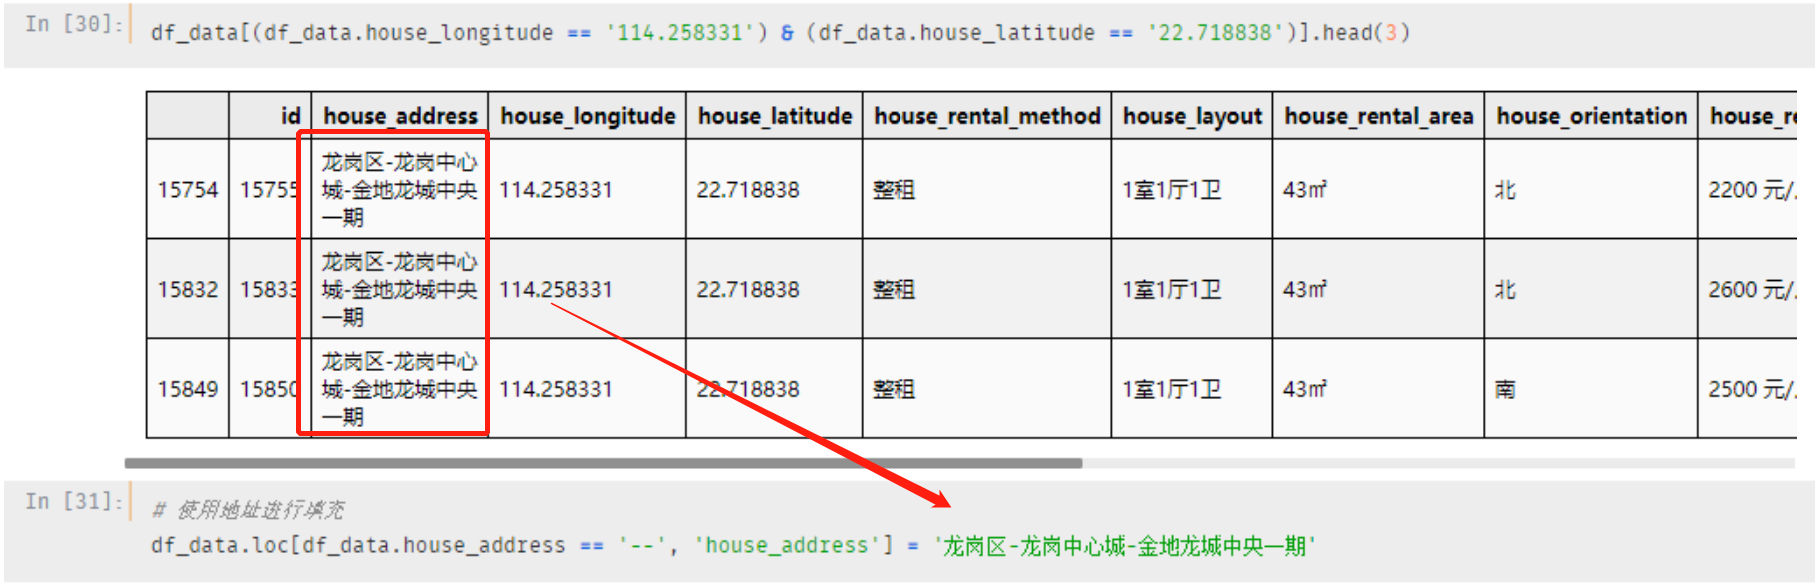 In [30]:
df_data[(df_data.house_longitude == '114.258331') & (df_data.house_latitude == '22.718838')].head(3)
id house_address house_longitude house_latitude house_rental_method house_layout house_rental_area house_orientation
15754 15755 龙岗区-龙岗中心 114.258331 22.718838 整租 1室1厅1卫 43㎡ 北 2200 元/
城-金地龙城中央
一期
15832 15833 龙岗区-龙岗中心 114.258331 22.718838 整租 1室1厅1卫 43㎡ 北 2600 元/
城-金地龙城中央
一期
15849 15850 龙岗区-龙岗中心 114.258331 22.718838 整租 1室1厅1卫 43㎡ 南 2500 元/
城-金地龙城中央
一期
In [31]:
# 使用地址进行填充
df_data.loc[df_data.house_address == '--', 'house_address'] = '龙岗区-龙岗中心城-金地龙城中央一期'